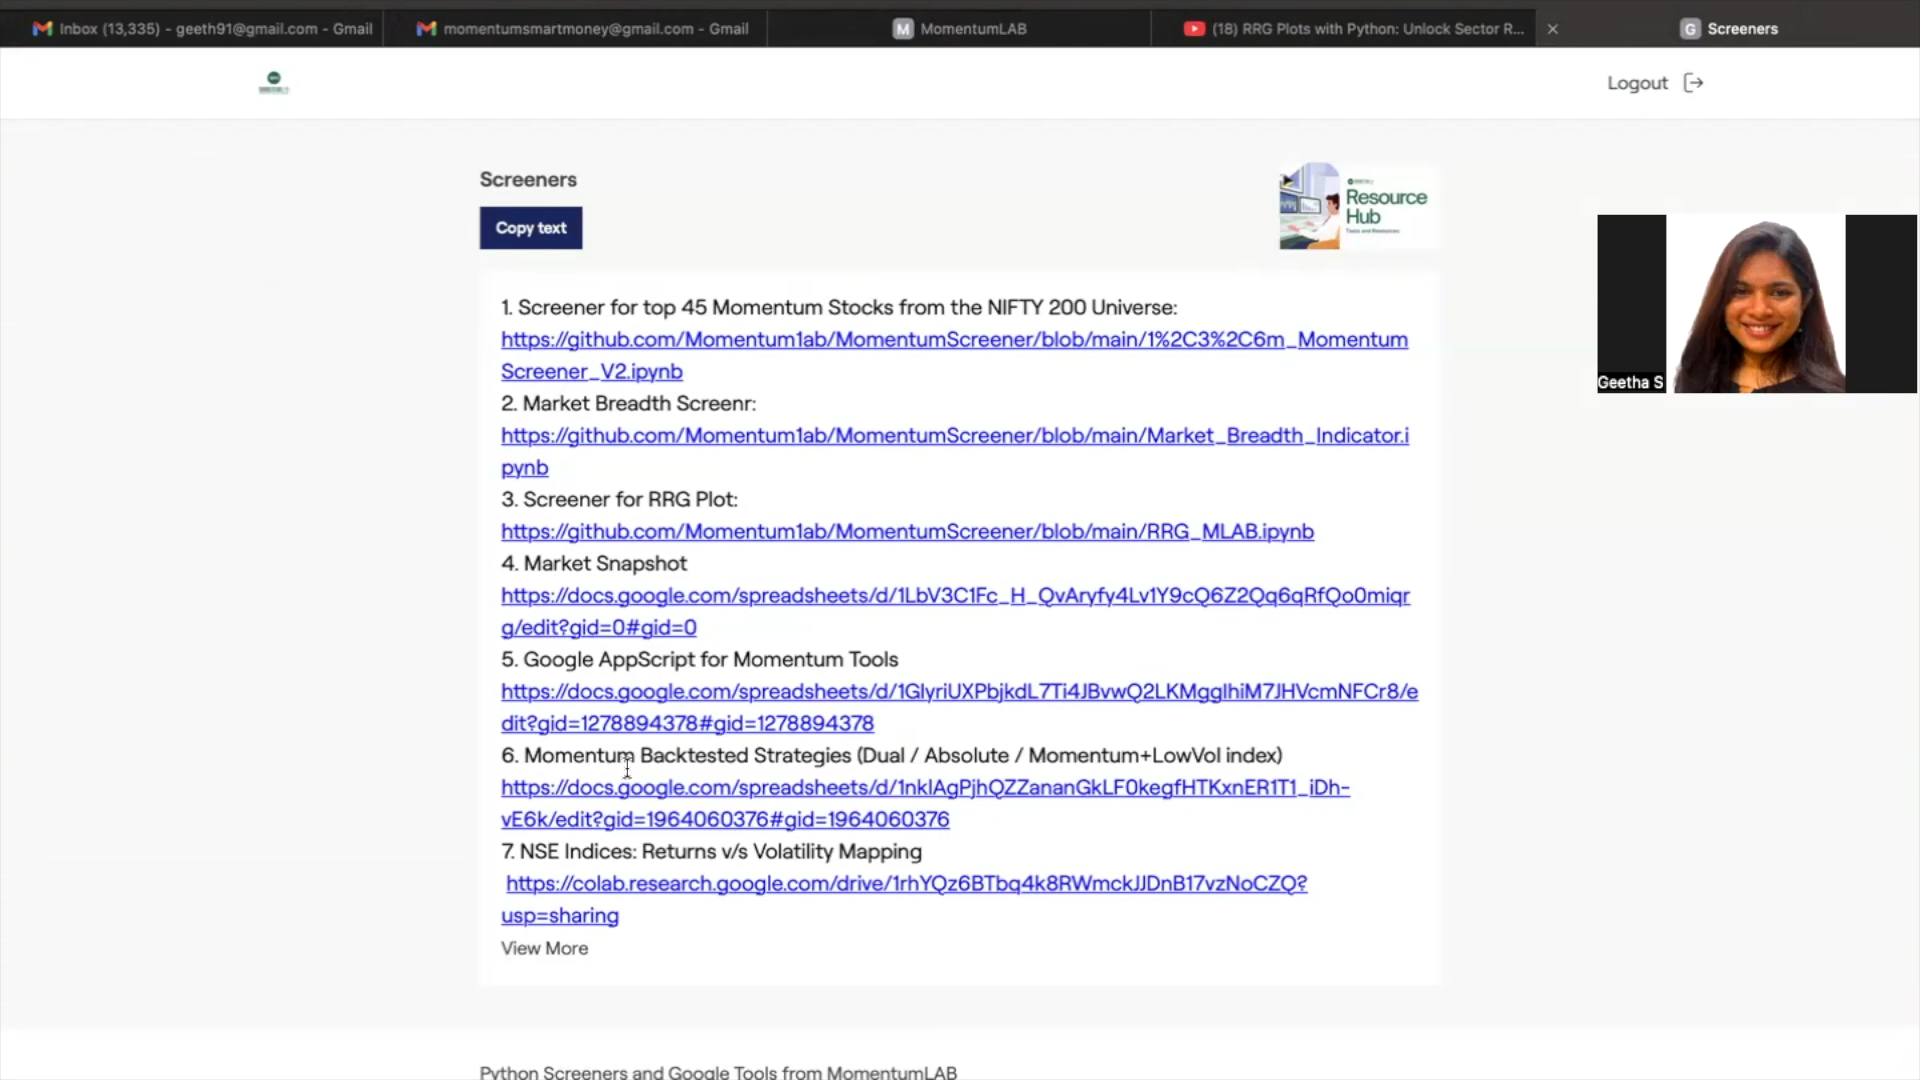 Inbox (13,335) - geeth91@gmail.com - Gmail
momentumsmartmoney@gmail.com - Gmail
M MomentumLAB
(18) RRG Plots with Python: Unlock Sector R...
G Screeners
Logout
Screeners
Copy text
Resource
Hub
Tools and Resources
1. Screener for top 45 Momentum Stocks from the NIFTY 200 Universe:
https://github.com/Momentum1ab/MomentumScreener/blob/main/1%2C3%2C6m_Momentum
Screener_V2.ipynb
2. Market Breadth Screenr:
https://github.com/Momentum1ab/MomentumScreener/blob/main/Market_Breadth_Indicator.i
pynb
3. Screener for RRG Plot:
https://github.com/Momentum1ab/MomentumScreener/blob/main/RRG_MLAB.ipynb
4. Market Snapshot
https://docs.google.com/spreadsheets/d/1LbV3C1Fc_H_QvAryfy4Lv1Y9cQ6Z2Qq6qRfQo0miqr
g/edit?gid=0#gid=0
5. Google AppScript for Momentum Tools
https://docs.google.com/spreadsheets/d/1GlyriUXPbjkdL7Ti4JBvwQ2LKMgglhiM7JHVcmNFCr8/e
dit?gid=1278894378#gid=1278894378
6. Momentum Backtested Strategies (Dual / Absolute / Momentum+LowVol index)
https://docs.google.com/spreadsheets/d/1nklAgPjhQZZananGkLF0kegfHTKxnER1T1_iDh-
vE6k/edit?gid=1964060376#gid=1964060376
7. NSE Indices: Returns v/s Volatility Mapping
https://colab.research.google.com/drive/1rhYQz6BTbq4k8RWmckJJDnB17vzNoCZQ?
usp=sharing
View More
Geetha S
Python Screeners and Google Tools from MomentumLAB